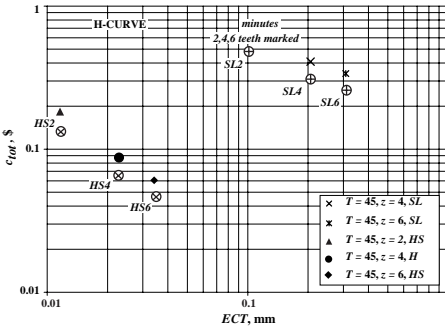 1
H-CURVE
minutes
2,4,6 teeth marked
SL2
SL4
SL6
HS2
c_tot, $
0.1
HS4
HS6
T = 45, z = 4, SL
T = 45, z = 6, SL
T = 45, z = 2, HS
T = 45, z = 4, H
T = 45, z = 6, HS
0.01
0.01
0.1
1
ECT, mm